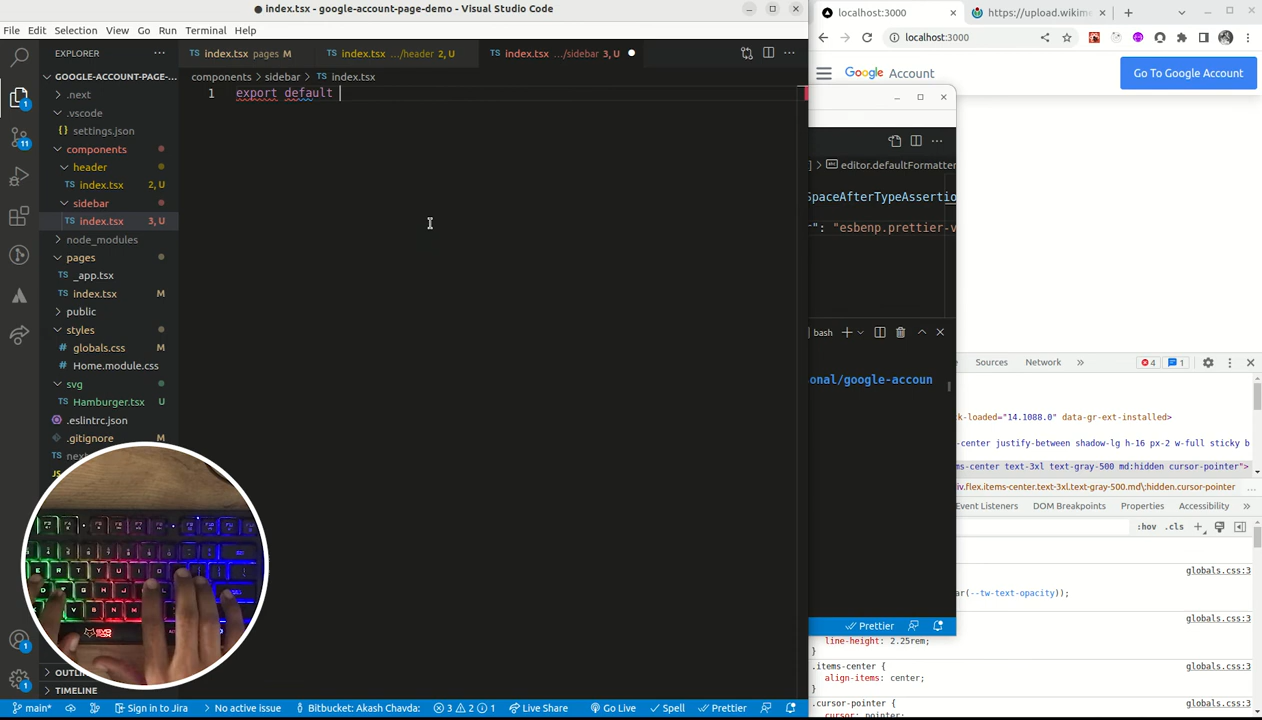 ● index.tsx - google-account-page-demo - Visual Studio Code
File Edit Selection View Go Run Terminal Help
EXPLORER
index.tsx pages M
index.tsx .../header 2, U
index.tsx .../sidebar 3, U
GOOGLE-ACCOUNT-PAGE-...
components > sidebar > index.tsx
1 export default
.next
.vscode
settings.json
components
header
index.tsx 2, U
sidebar
index.tsx 3, U
node_modules
pages
_app.tsx
index.tsx M
public
styles
globals.css M
Home.module.css
svg
Hamburger.tsx U
.eslintrc.json
.gitignore M
OUTLI
TIMELINE
main* Sign in to Jira No active issue Bitbucket: Akash Chavda: 3 2 1 Live Share Go Live Spell Prettier
localhost:3000
https://upload.wikim
localhost:3000
Google Account
Go To Google Account
editor.defaultFormatter
SpaceAfterTypeAssertio
r": "esbenp.prettier-v
bash
onal/google-accoun
Prettier
Sources Network 4 1
ck-loaded="14.1088.0" data-gr-ext-installed>
-center justify-between shadow-lg h-16 px-2 w-full sticky b
ms-center text-3xl text-gray-500 md:hidden cursor-pointer">
iv.flex.items-center.text-3xl.text-gray-500.md\:hidden.cursor-pointer
Event Listeners DOM Breakpoints Properties Accessibility
:hov .cls
globals.css:3
ar(--tw-text-opacity));
globals.css:3
line-height: 2.25rem;
}
.items-center { globals.css:3
align-items: center;
}
.cursor-pointer { globals.css:3
cursor: pointer;